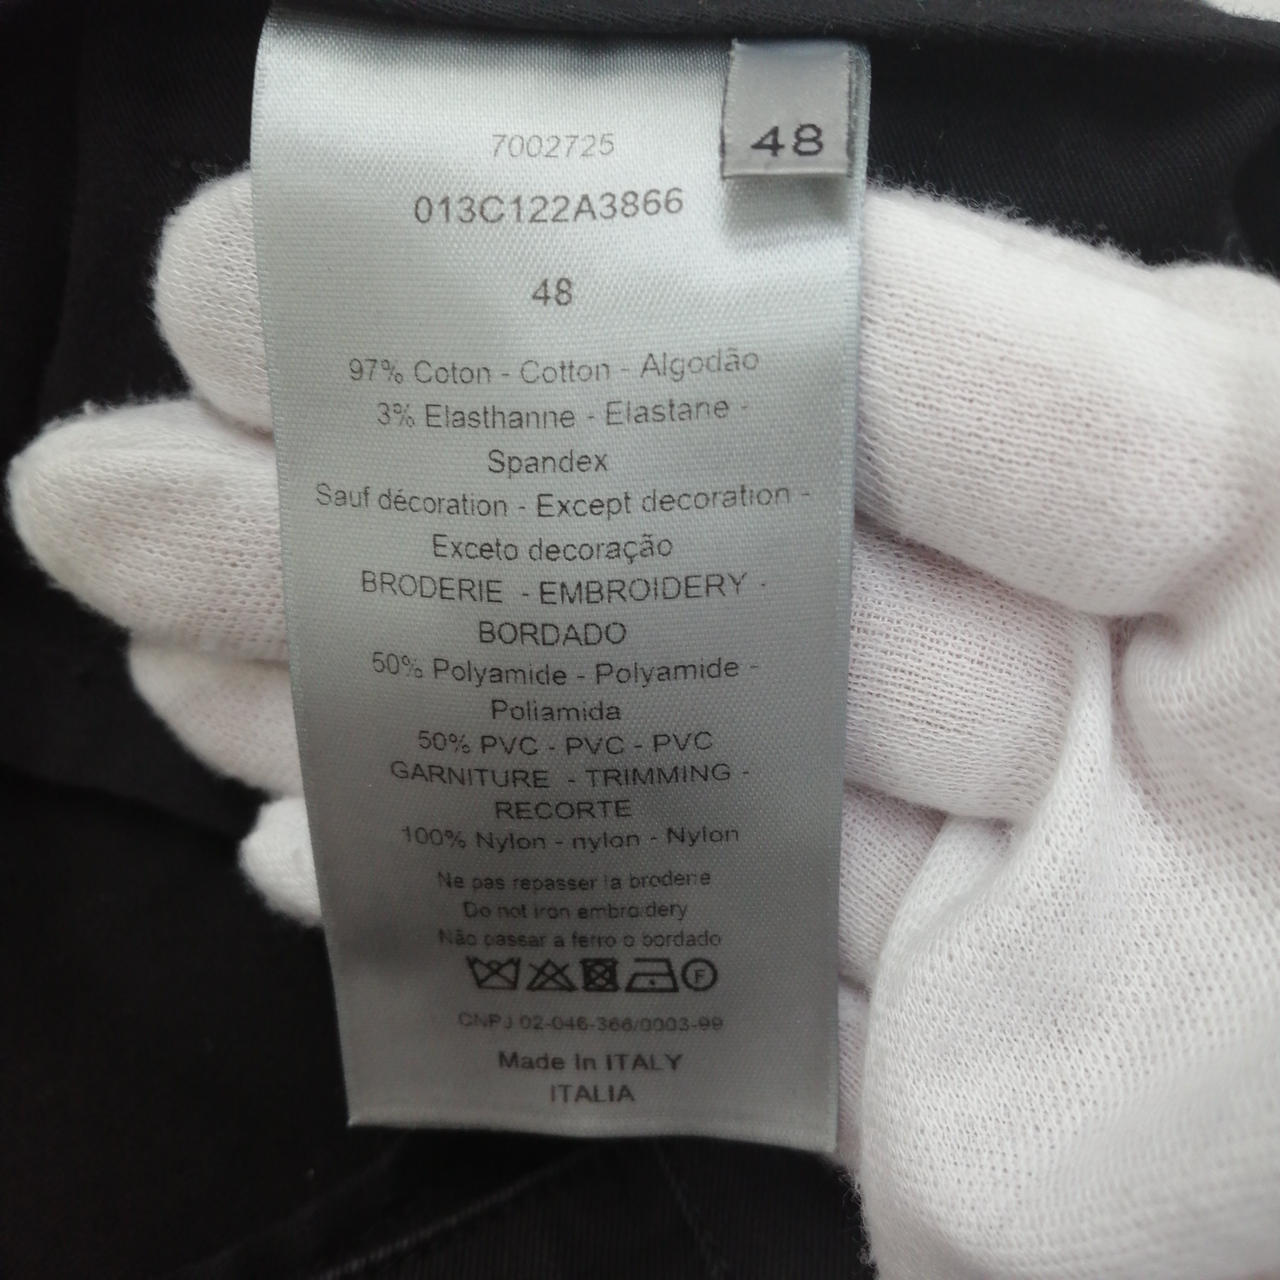 48
7002725
013C122A3866
48
97% Coton - Cotton - Algodão
3% Elasthanne - Elastane -
Spandex
Sauf décoration - Except decoration -
Exceto decoração
BRODERIE - EMBROIDERY -
BORDADO
50% Polyamide - Polyamide -
Poliamida
50% PVC - PVC - PVC
GARNITURE - TRIMMING -
RECORTE
100% Nylon - nylon - Nylon
Ne pas repasser la broderie
Do not iron embroidery
Não passar a ferro o bordado
F
CNPJ 02-046-366/0003-99
Made In ITALY
ITALIA